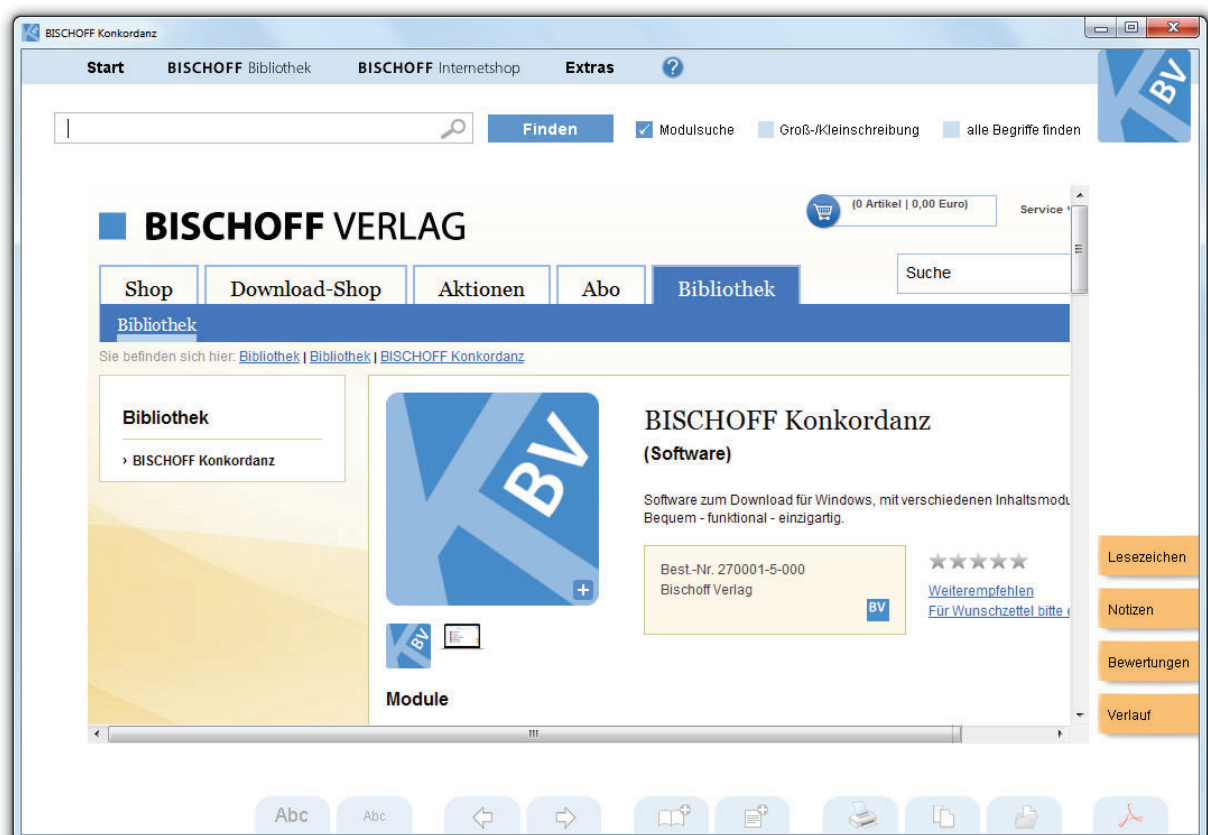 BISCHOFF Konkordanz
Start BISCHOFF Bibliothek BISCHOFF Internetshop Extras ?
BV
Finden Modulsuche Groß-/Kleinschreibung alle Begriffe finden
(0 Artikel | 0,00 Euro) Service
BISCHOFF VERLAG
Suche
Shop Download-Shop Aktionen Abo Bibliothek
Bibliothek
Sie befinden sich hier: Bibliothek | Bibliothek | BISCHOFF Konkordanz
Bibliothek
› BISCHOFF Konkordanz
BV
BISCHOFF Konkordanz
(Software)
Software zum Download für Windows, mit verschiedenen Inhaltsmodu
Bequem - funktional - einzigartig.
Best.-Nr. 270001-5-000
Bischoff Verlag
BV
Weiterempfehlen
Für Wunschzettel bitte e
BV
Module
Lesezeichen
Notizen
Bewertungen
Verlauf
Abc Abc